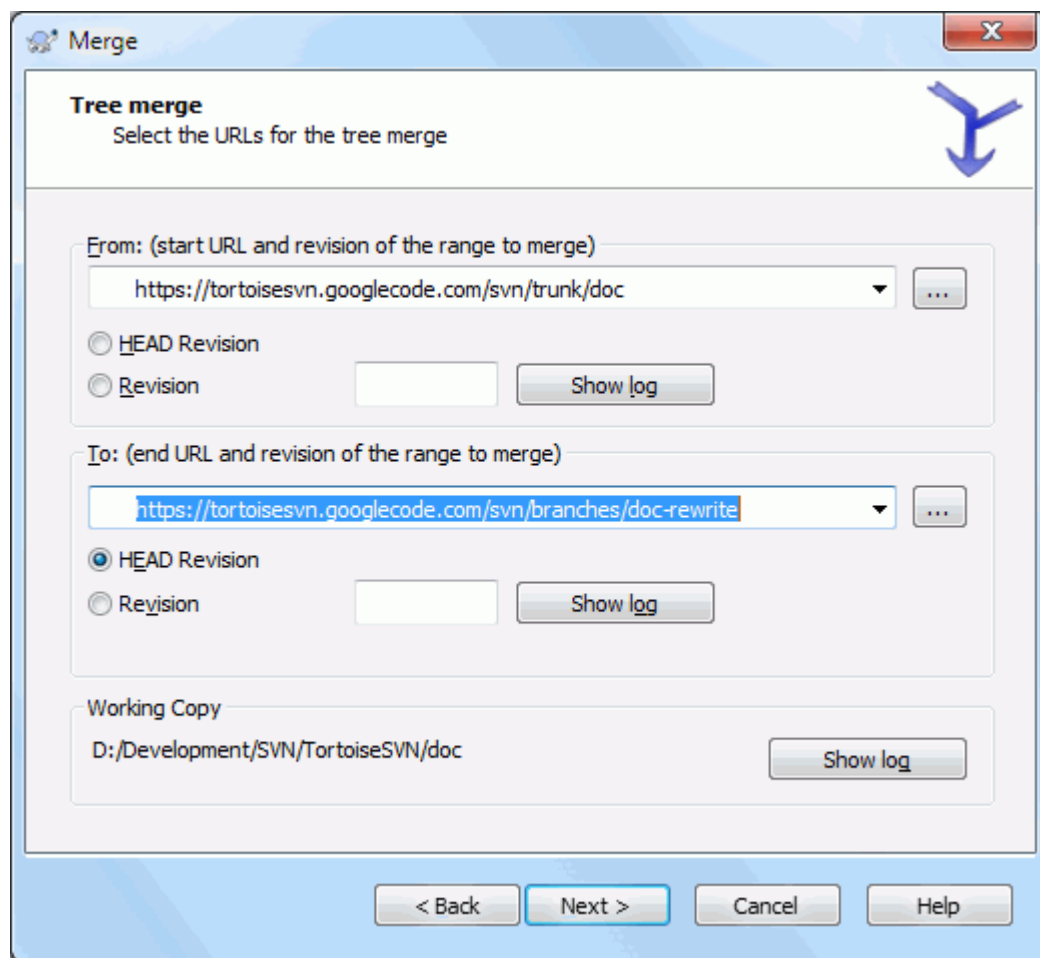 Merge
Tree merge
Select the URLs for the tree merge
From: (start URL and revision of the range to merge)
https://tortoisesvn.googlecode.com/svn/trunk/doc
...
HEAD Revision
Revision
Show log
To: (end URL and revision of the range to merge)
https://tortoisesvn.googlecode.com/svn/branches/doc-rewrite
...
HEAD Revision
Revision
Show log
Working Copy
D:/Development/SVN/TortoiseSVN/doc
Show log
< Back Next > Cancel Help